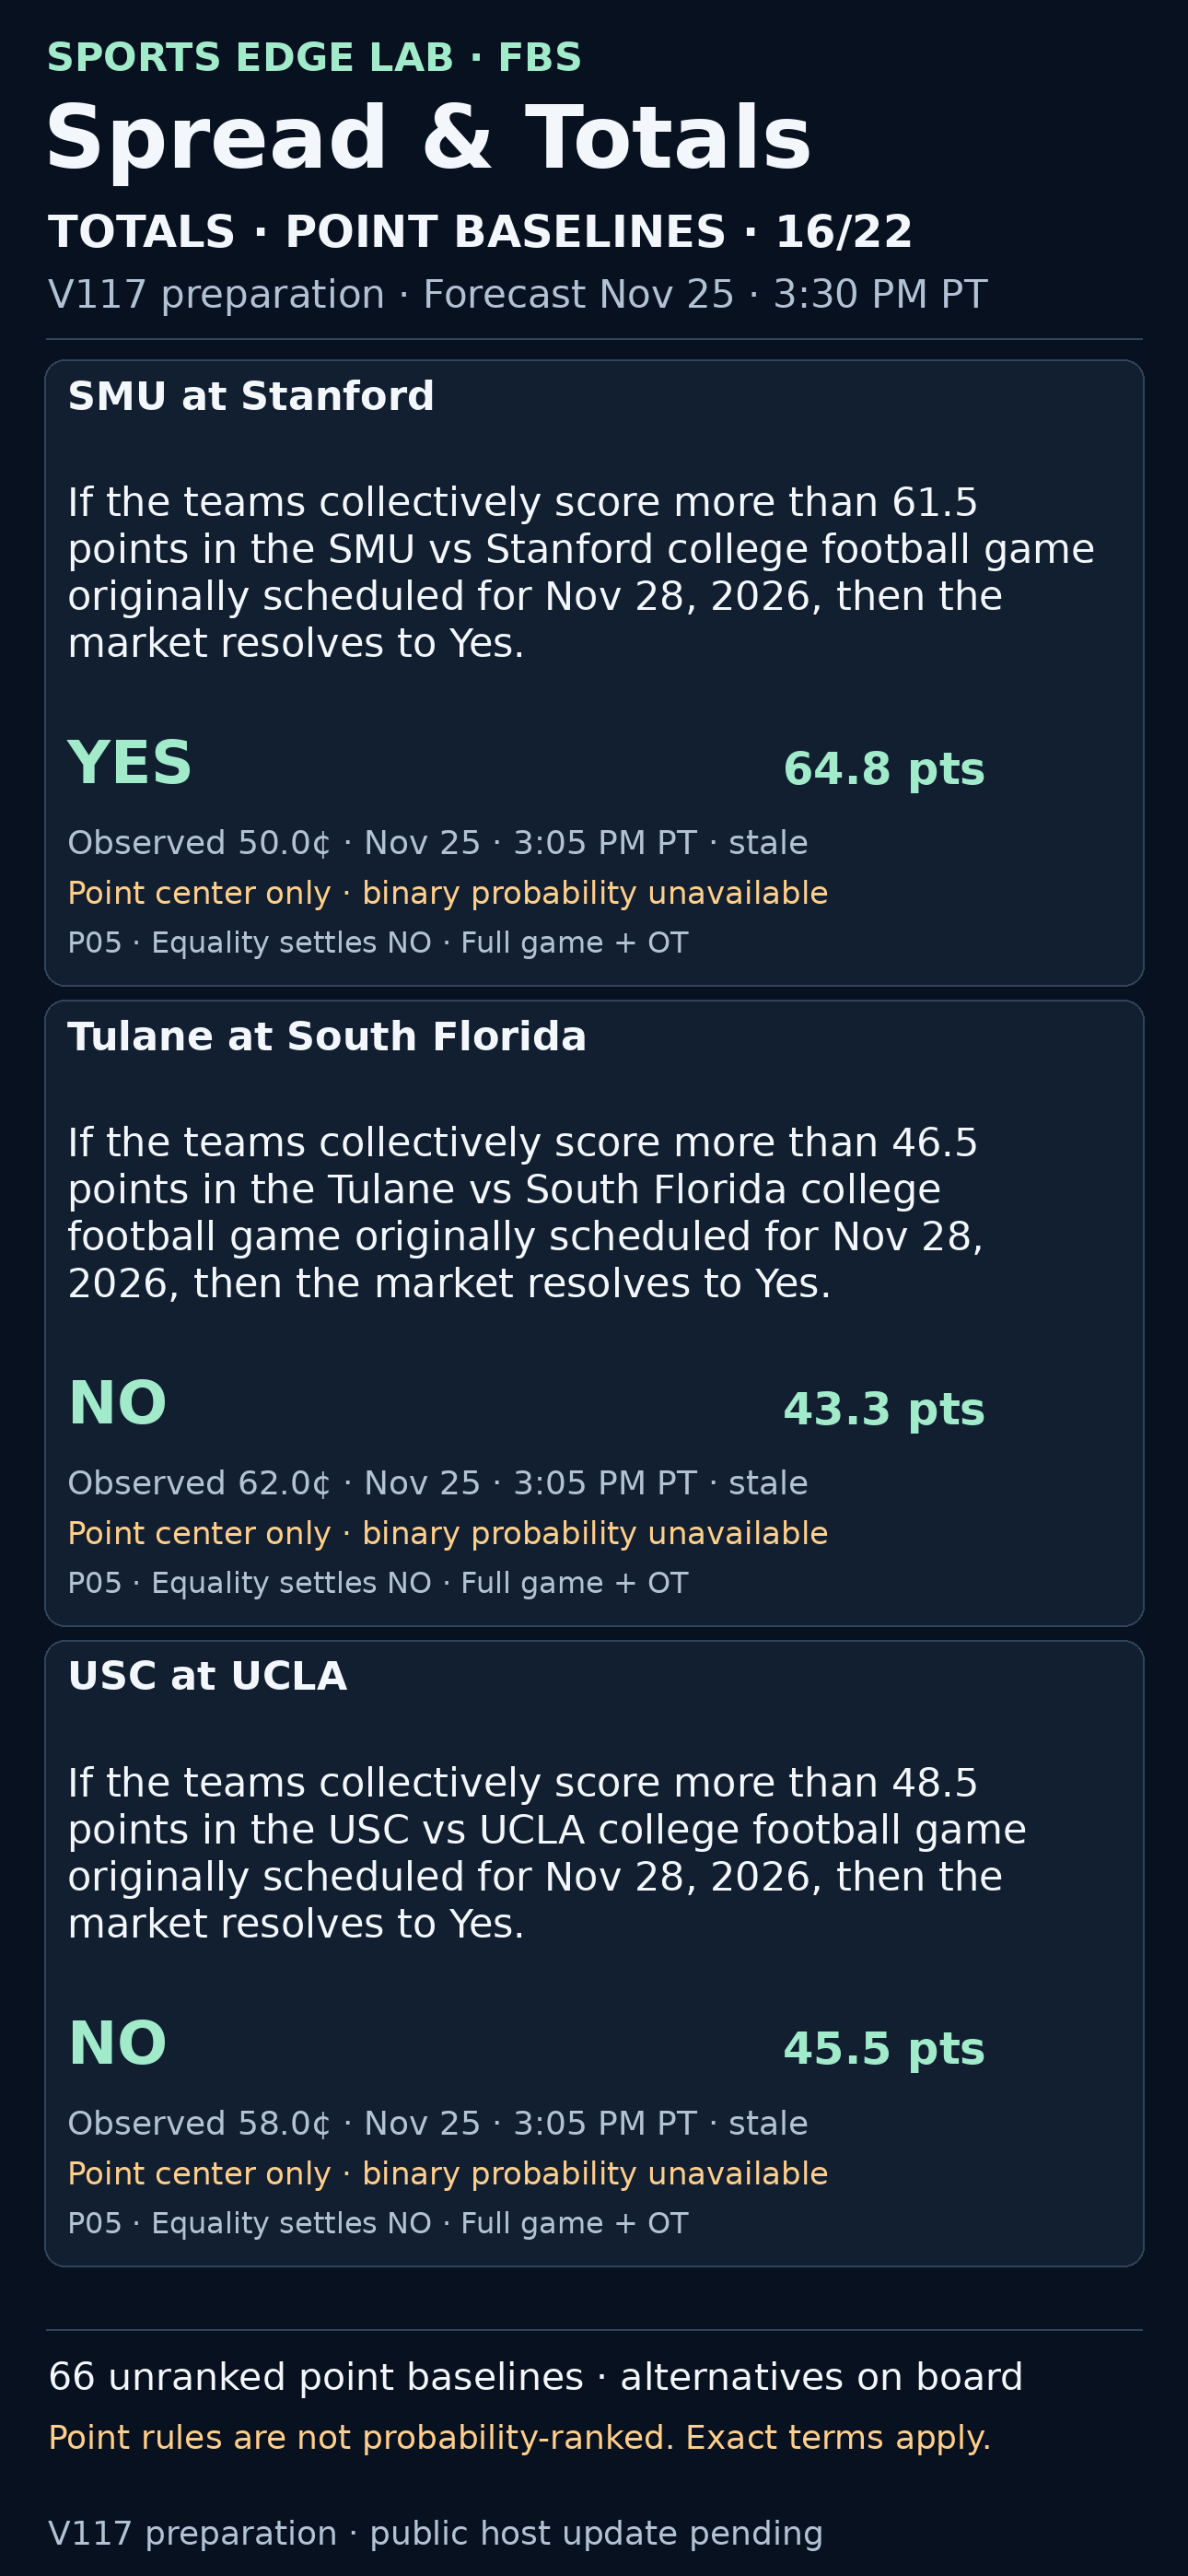 SPORTS EDGE LAB · FBS
Spread & Totals
TOTALS · POINT BASELINES · 16/22
V117 preparation · Forecast Nov 25 · 3:30 PM PT
SMU at Stanford
If the teams collectively score more than 61.5
points in the SMU vs Stanford college football game
originally scheduled for Nov 28, 2026, then the
market resolves to Yes.
YES 64.8 pts
Observed 50.0¢ · Nov 25 · 3:05 PM PT · stale
Point center only · binary probability unavailable
P05 · Equality settles NO · Full game + OT
Tulane at South Florida
If the teams collectively score more than 46.5
points in the Tulane vs South Florida college
football game originally scheduled for Nov 28,
2026, then the market resolves to Yes.
NO 43.3 pts
Observed 62.0¢ · Nov 25 · 3:05 PM PT · stale
Point center only · binary probability unavailable
P05 · Equality settles NO · Full game + OT
USC at UCLA
If the teams collectively score more than 48.5
points in the USC vs UCLA college football game
originally scheduled for Nov 28, 2026, then the
market resolves to Yes.
NO 45.5 pts
Observed 58.0¢ · Nov 25 · 3:05 PM PT · stale
Point center only · binary probability unavailable
P05 · Equality settles NO · Full game + OT
66 unranked point baselines · alternatives on board
Point rules are not probability-ranked. Exact terms apply.
V117 preparation · public host update pending